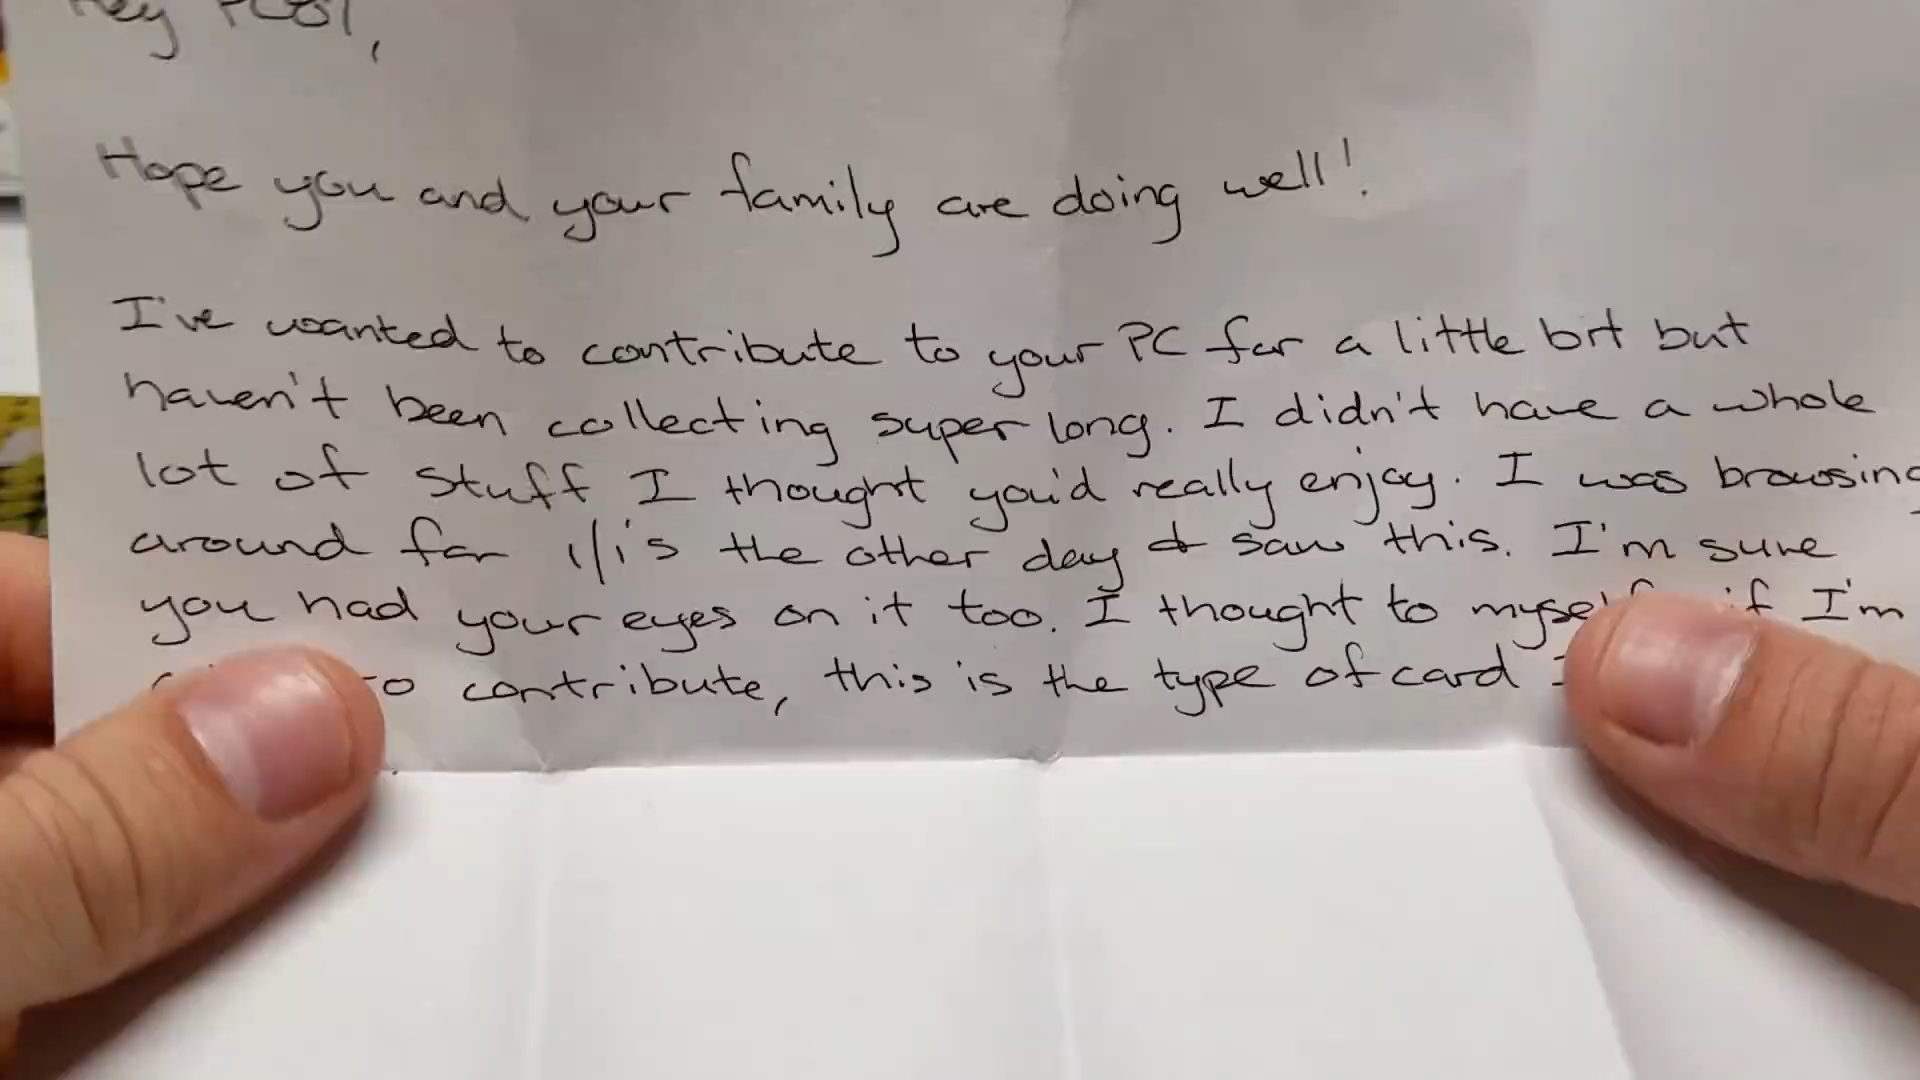 Hey
Hope you and your family are doing well!
I've wanted to contribute to your PC for a little bit but
haven't been collecting super long. I didn't have a whole
lot of stuff I thought you'd really enjoy. I was browsing
around for 1/1's the other day & saw this. I'm sure
you had your eyes on it too. I thought to myself if I'm
to contribute, this is the type of card